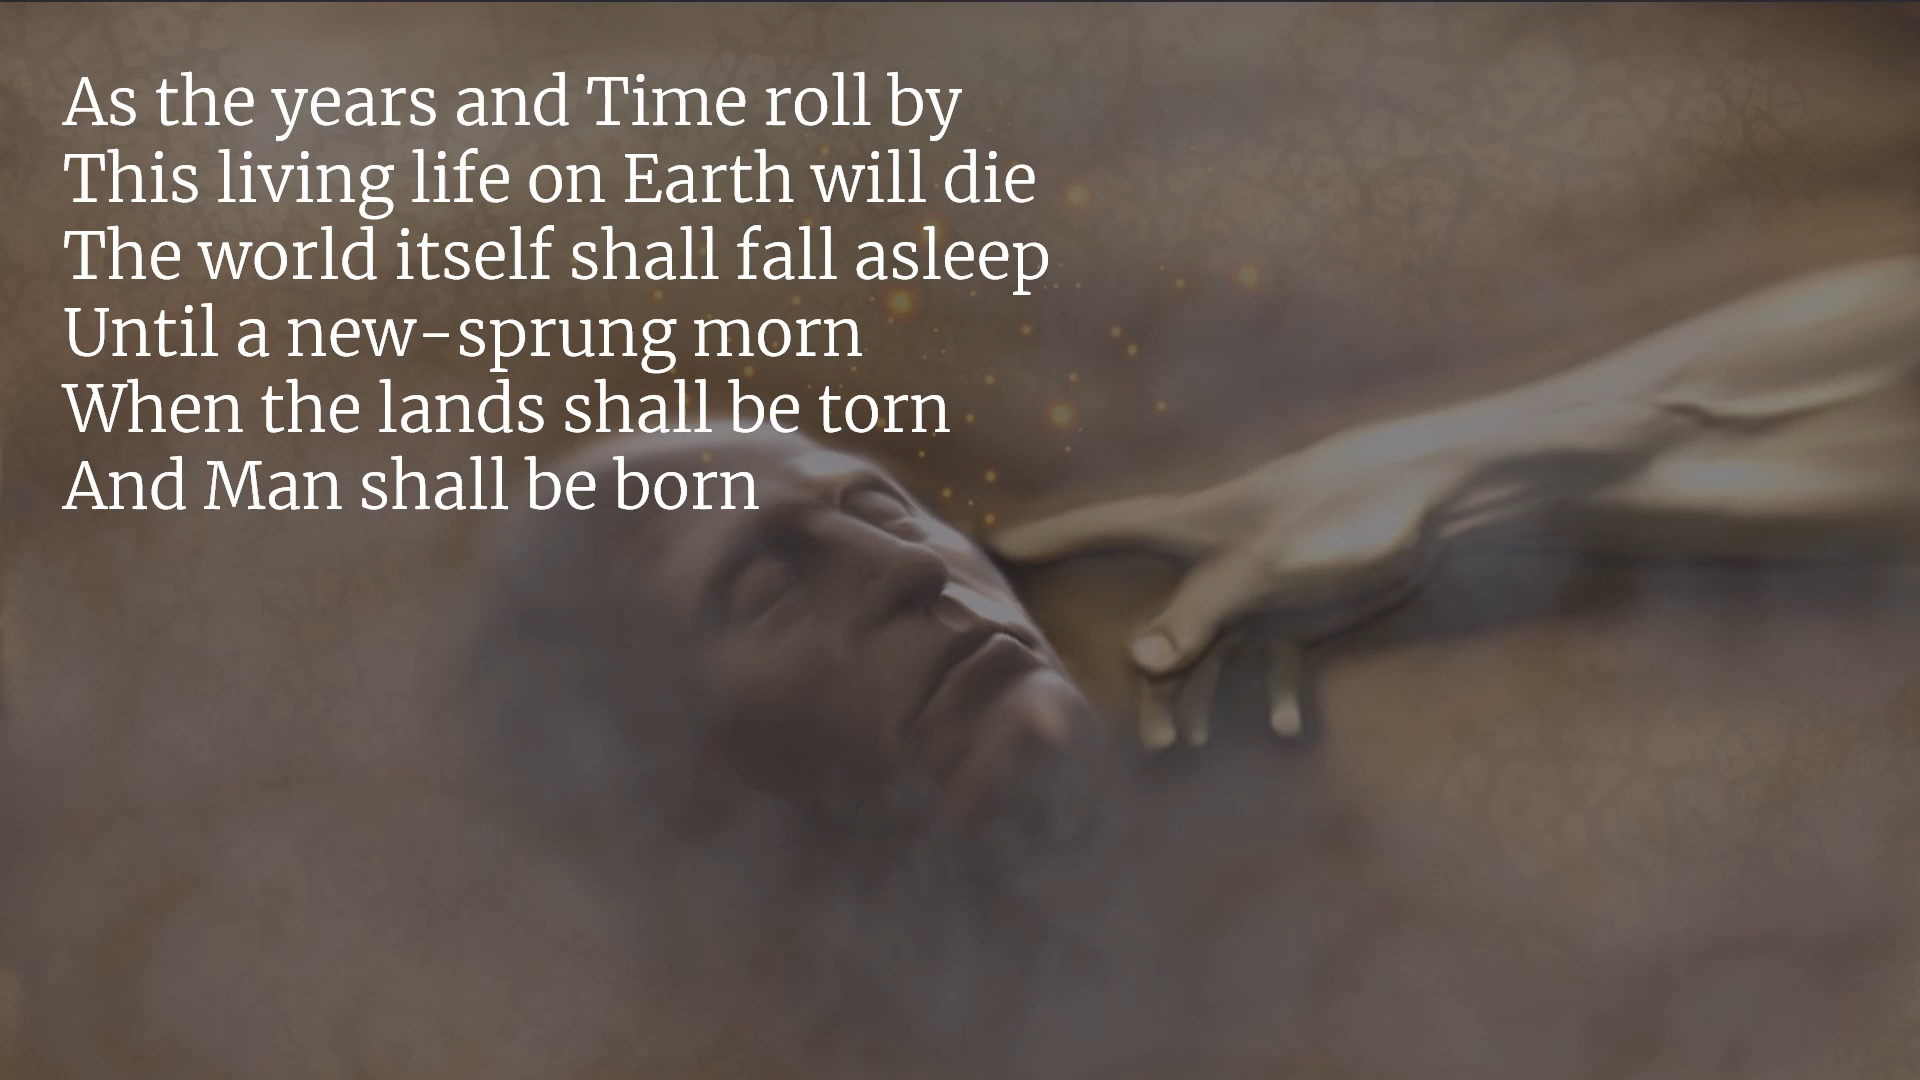 As the years and Time roll by
This living life on Earth will die
The world itself shall fall asleep
Until a new-sprung morn
When the lands shall be torn
And Man shall be born